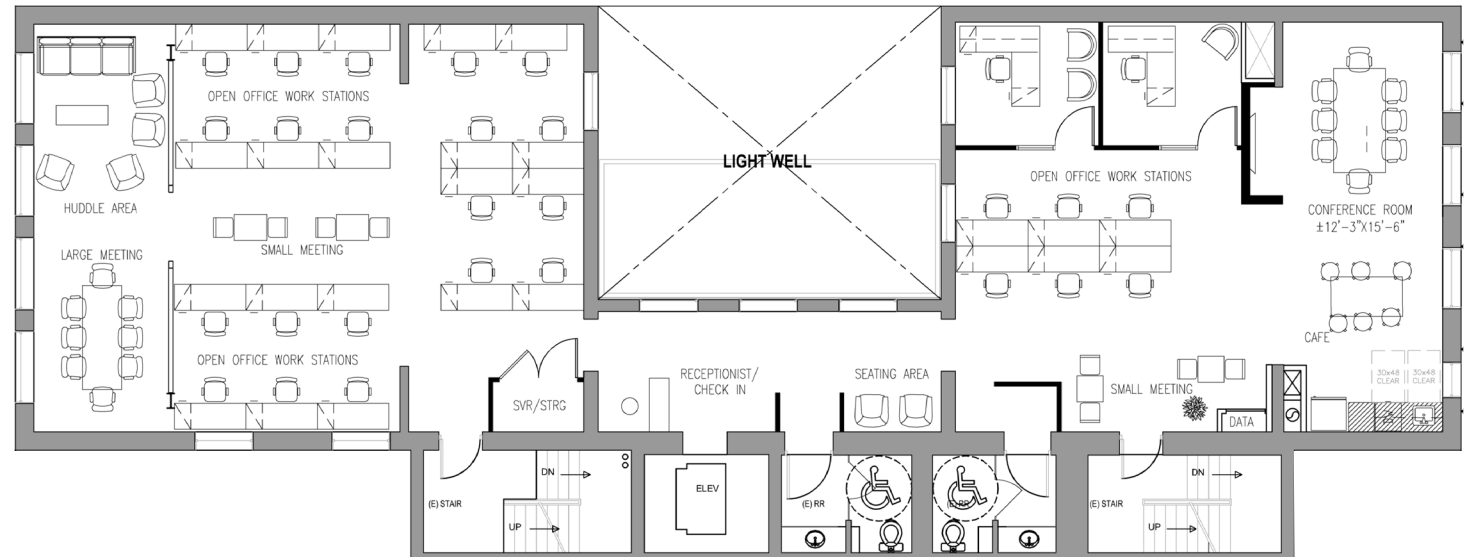 OPEN OFFICE WORK STATIONS
HUDDLE AREA
LARGE MEETING
SMALL MEETING
OPEN OFFICE WORK STATIONS
SVR/STRG
LIGHT WELL
RECEPTIONIST/
CHECK IN
SEATING AREA
OPEN OFFICE WORK STATIONS
CONFERENCE ROOM
±12'-3"X15'-6"
CAFE
SMALL MEETING
DATA
30x48
CLEAR
30x48
CLEAR
(E) STAIR
DN
UP
ELEV
(E) RR
(E) RR
(E) STAIR
DN
UP